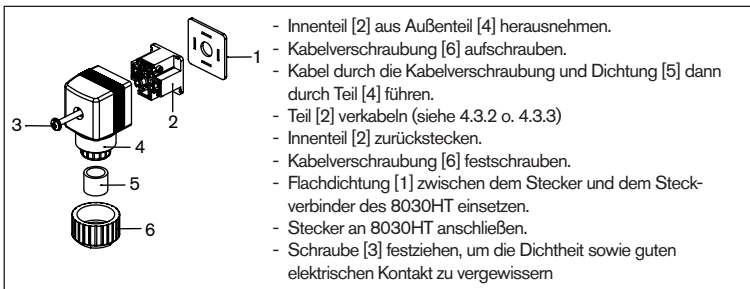 - Innenteil [2] aus Außenteil [4] herausnehmen.
- Kabelverschraubung [6] aufschrauben.
- Kabel durch die Kabelverschraubung und Dichtung [5] dann
durch Teil [4] führen.
- Teil [2] verkabeln (siehe 4.3.2 o. 4.3.3)
- Innenteil [2] zurückstecken.
- Kabelverschraubung [6] festschrauben.
- Flachdichtung [1] zwischen dem Stecker und dem Steck-
verbinder des 8030HT einsetzen.
- Stecker an 8030HT anschließen.
- Schraube [3] festziehen, um die Dichtheit sowie guten
elektrischen Kontakt zu vergewissern
1
2
3
4
5
6